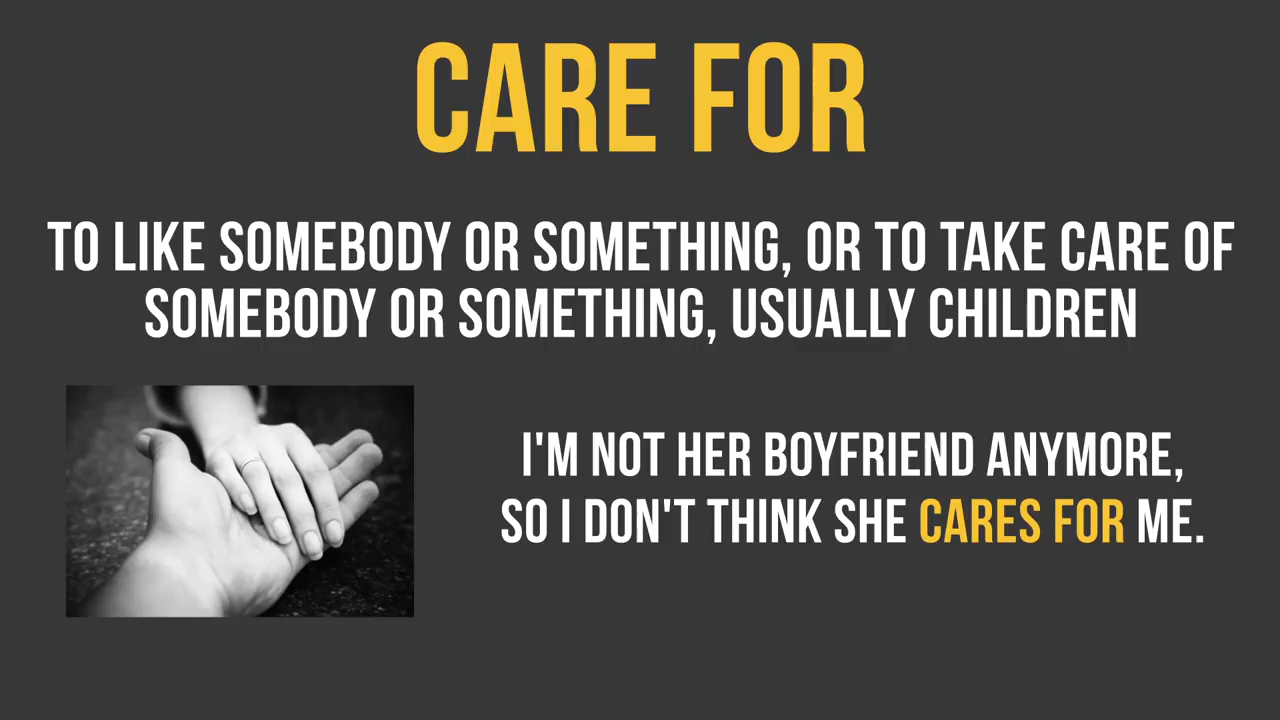 CARE FOR
TO LIKE SOMEBODY OR SOMETHING, OR TO TAKE CARE OF
SOMEBODY OR SOMETHING, USUALLY CHILDREN
I'M NOT HER BOYFRIEND ANYMORE,
SO I DON'T THINK SHE CARES FOR ME.